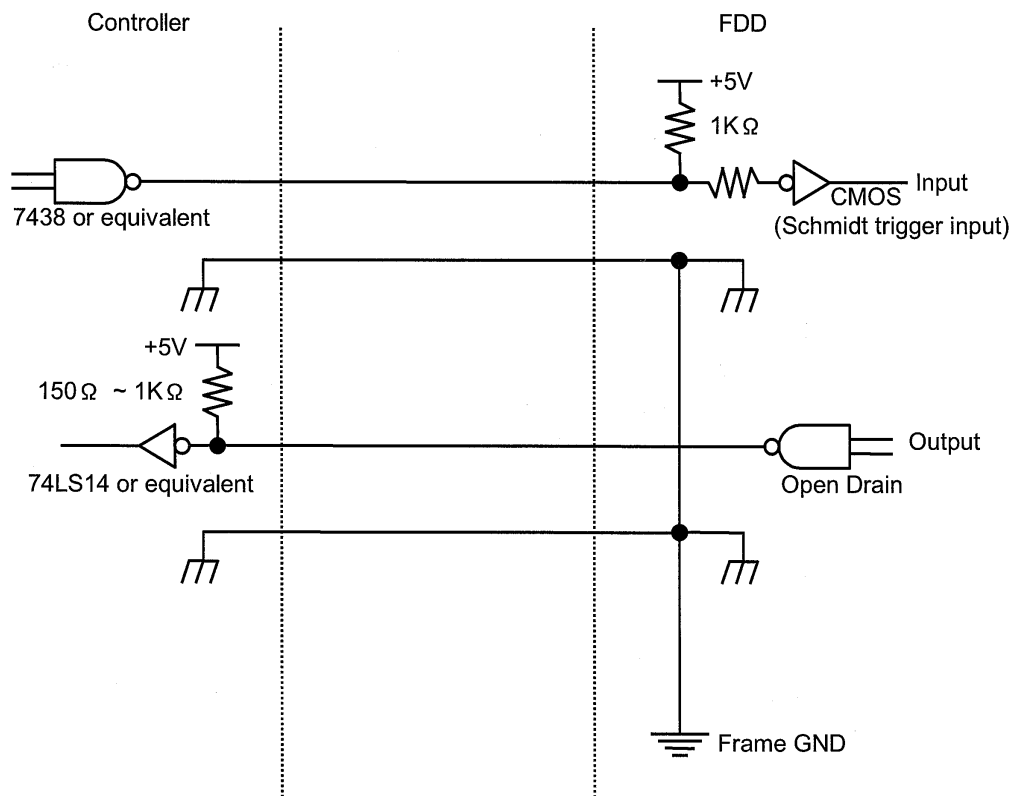 Controller
FDD
+5V
1KΩ
Input
CMOS
(Schmidt trigger input)
7438 or equivalent
+5V
150Ω ~ 1KΩ
74LS14 or equivalent
Output
Open Drain
Frame GND